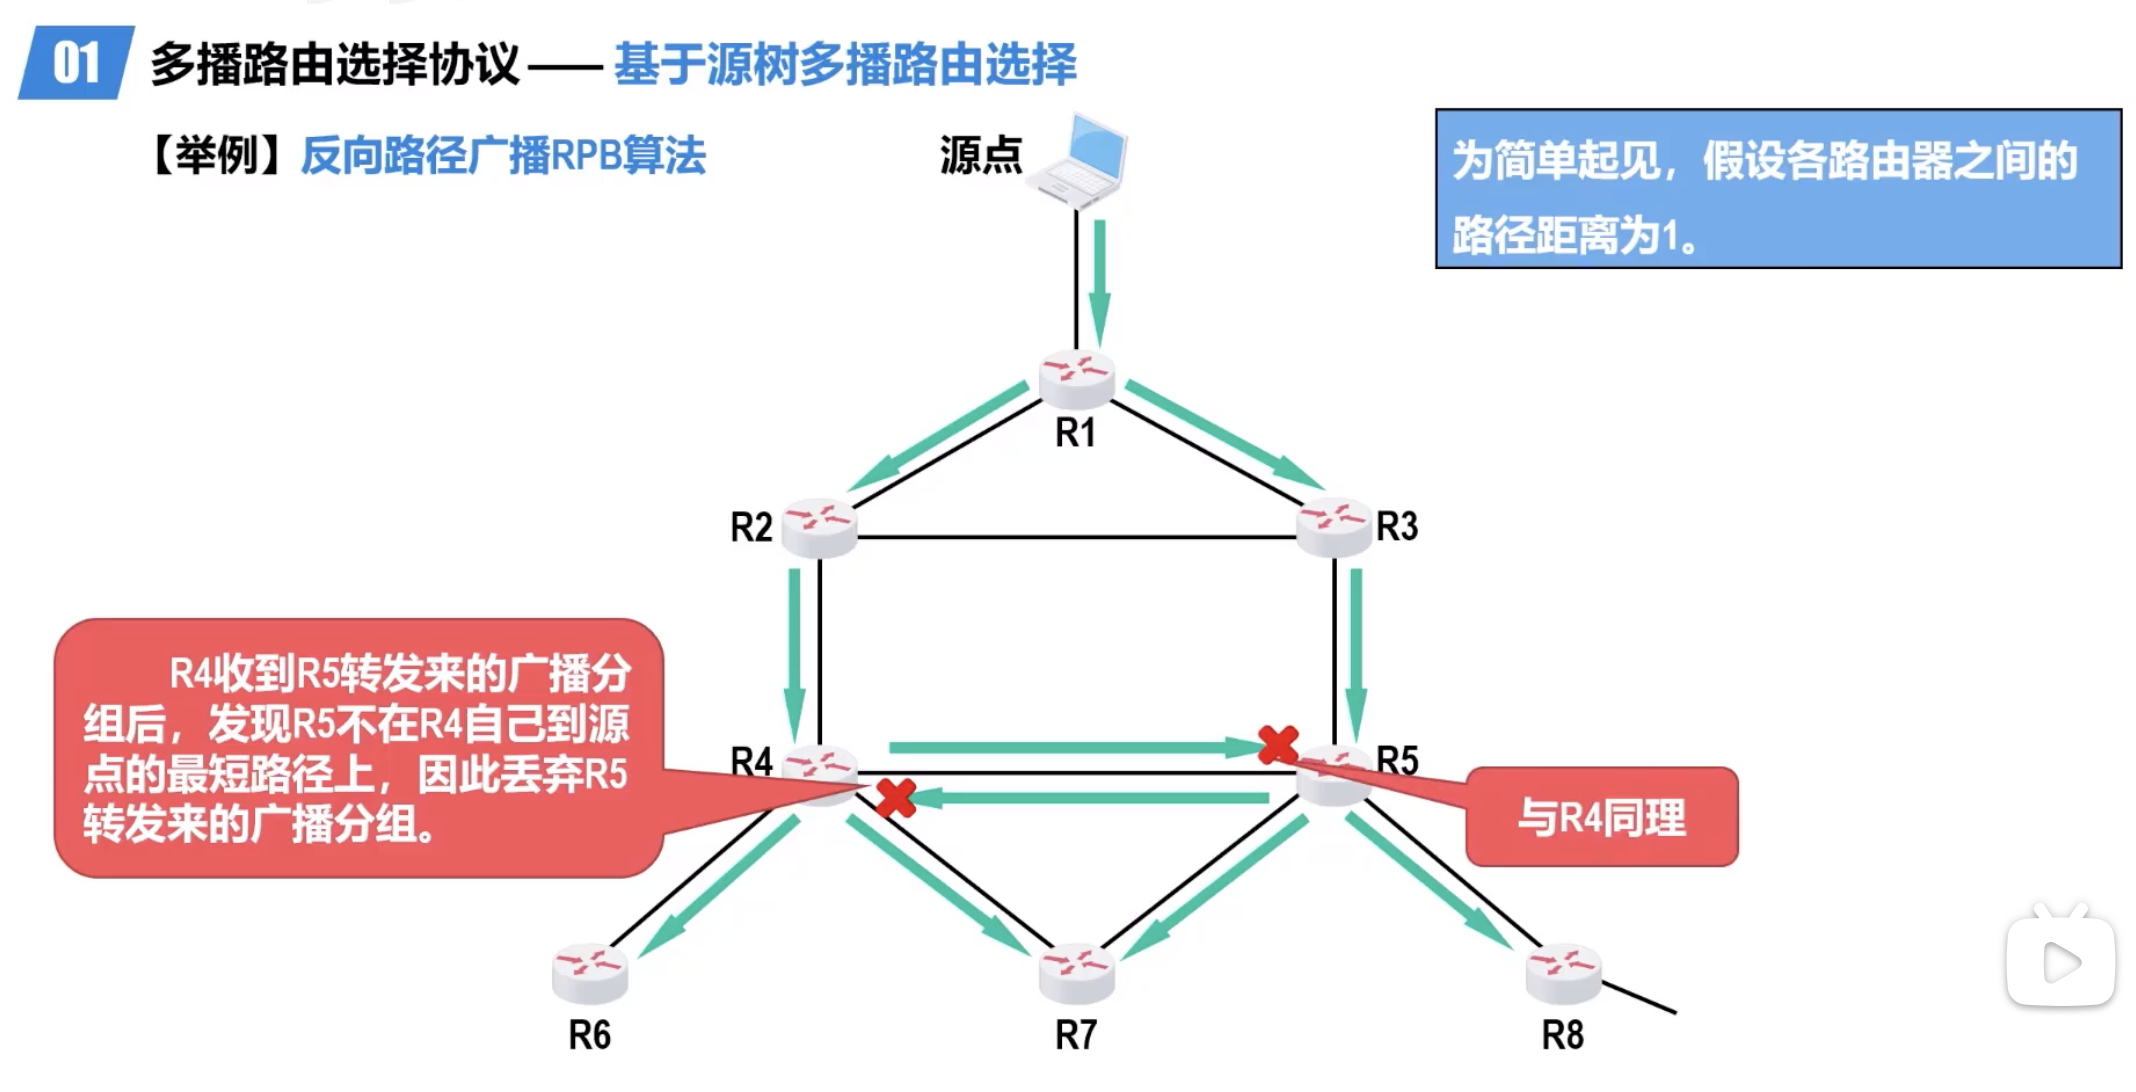 01 多播路由选择协议——基于源树多播路由选择
【举例】反向路径广播RPB算法
源点
为简单起见，假设各路由器之间的
路径距离为1。
R1
R2
R3
R4收到R5转发来的广播分
组后，发现R5不在R4自己到源
点的最短路径上，因此丢弃R5
转发来的广播分组。
R4
R5
与R4同理
R6
R7
R8